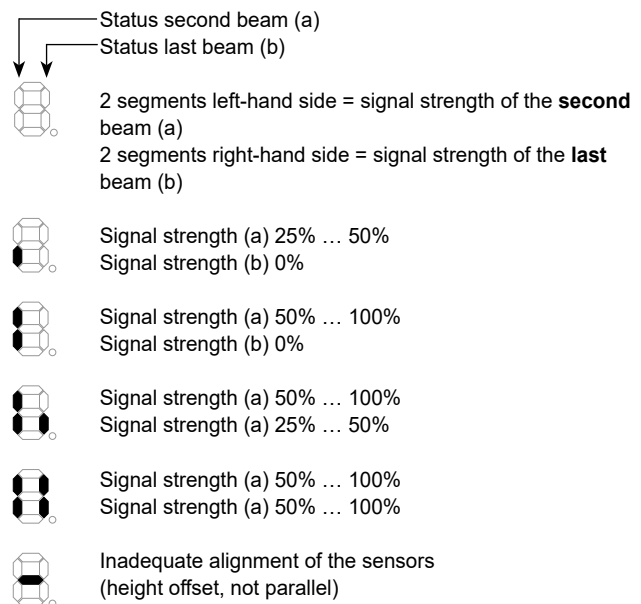 Status second beam (a)
Status last beam (b)
2 segments left-hand side = signal strength of the second
beam (a)
2 segments right-hand side = signal strength of the last
beam (b)
Signal strength (a) 25% … 50%
Signal strength (b) 0%
Signal strength (a) 50% … 100%
Signal strength (b) 0%
Signal strength (a) 50% … 100%
Signal strength (a) 25% … 50%
Signal strength (a) 50% … 100%
Signal strength (a) 50% … 100%
Inadequate alignment of the sensors
(height offset, not parallel)